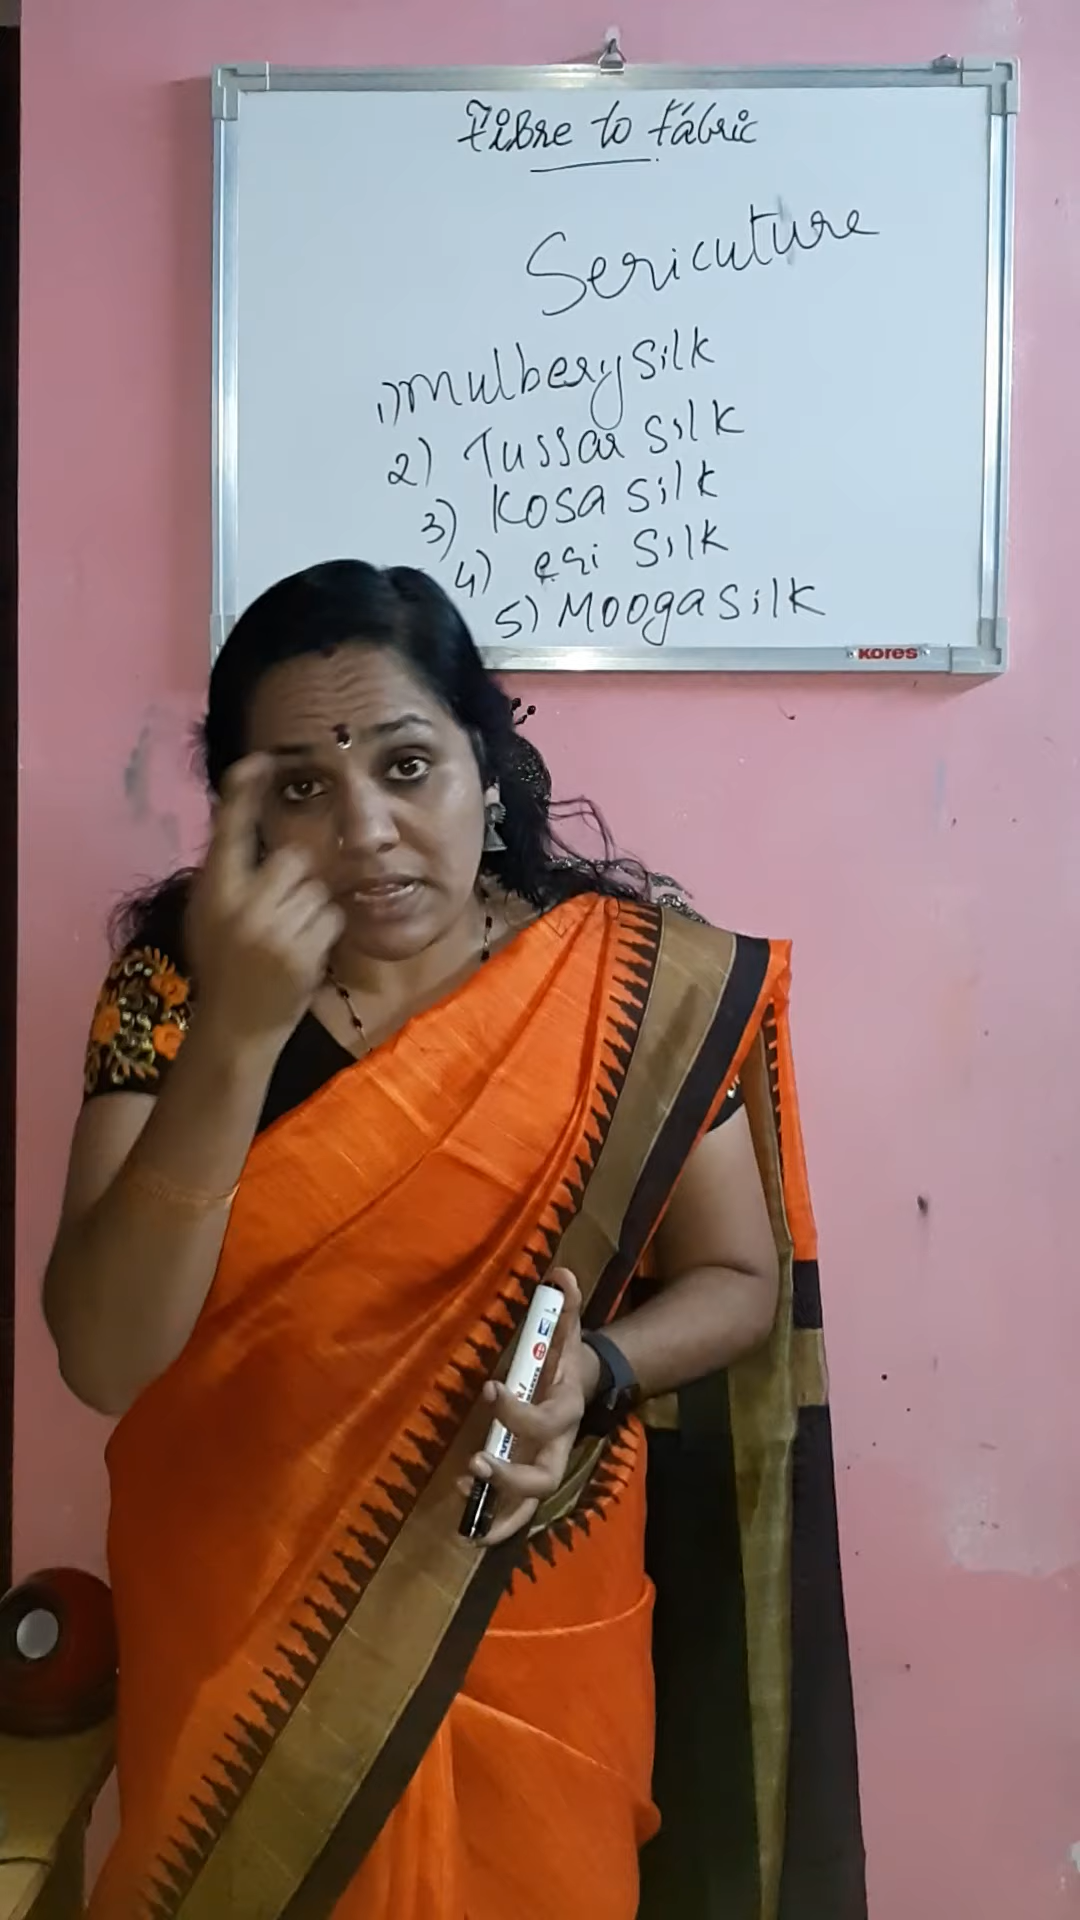 Fibre to fabric
Sericuture
1) Mulbery silk
2) Tussar silk
3) Kosa silk
4) eri silk
5) Mooga silk
KORES